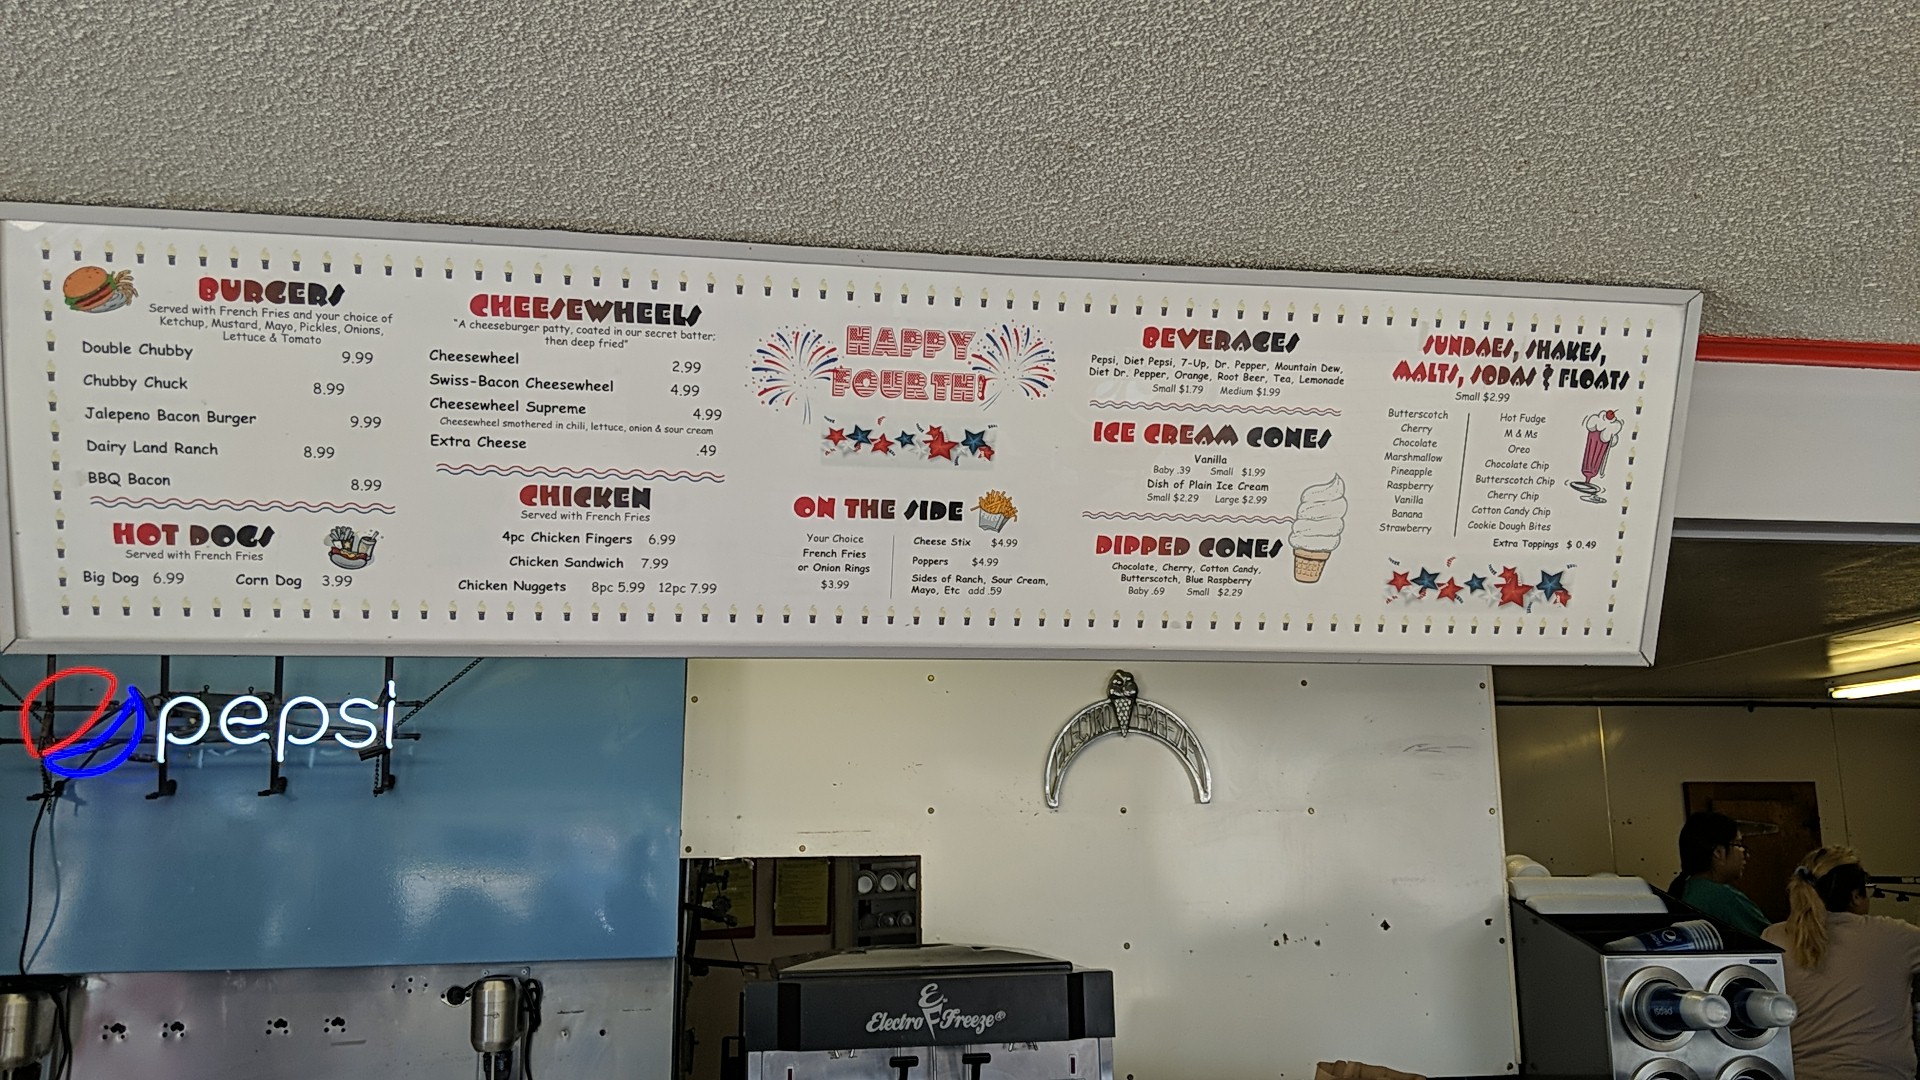 BURGERS
Served with French Fries and your choice of
Ketchup, Mustard, Mayo, Pickles, Onions,
Lettuce & Tomato
Double Chubby 9.99
Chubby Chuck 8.99
Jalepeno Bacon Burger 9.99
Dairy Land Ranch 8.99
BBQ Bacon 8.99
HOT DOGS
Served with French Fries
Big Dog 6.99 Corn Dog 3.99
CHEESEWHEELS
"A cheeseburger patty, coated in our secret batter;
then deep fried"
Cheesewheel 2.99
Swiss-Bacon Cheesewheel 4.99
Cheesewheel Supreme 4.99
Cheesewheel smothered in chili, lettuce, onion & sour cream
Extra Cheese .49
CHICKEN
Served with French Fries
4pc Chicken Fingers 6.99
Chicken Sandwich 7.99
Chicken Nuggets 8pc 5.99 12pc 7.99
HAPPY
FOURTH!
ON THE SIDE
FRIES
Your Choice
French Fries
or Onion Rings
$3.99
Cheese Stix $4.99
Poppers $4.99
Sides of Ranch, Sour Cream,
Mayo, Etc add .59
BEVERAGES
Pepsi, Diet Pepsi, 7-Up, Dr. Pepper, Mountain Dew,
Diet Dr. Pepper, Orange, Root Beer, Tea, Lemonade
Small $1.79 Medium $1.99
ICE CREAM CONES
Vanilla
Baby .39 Small $1.99
Dish of Plain Ice Cream
Small $2.29 Large $2.99
DIPPED CONES
Chocolate, Cherry, Cotton Candy,
Butterscotch, Blue Raspberry
Baby .69 Small $2.29
SUNDAES, SHAKES,
MALTS, SODAS & FLOATS
Small $2.99
Butterscotch
Cherry
Chocolate
Marshmallow
Pineapple
Raspberry
Vanilla
Banana
Strawberry
Hot Fudge
M & Ms
Oreo
Chocolate Chip
Butterscotch Chip
Cherry Chip
Cotton Candy Chip
Cookie Dough Bites
Extra Toppings $ 0.49
pepsi
ELECTRO FREEZE
Electro Freeze®
pepsi